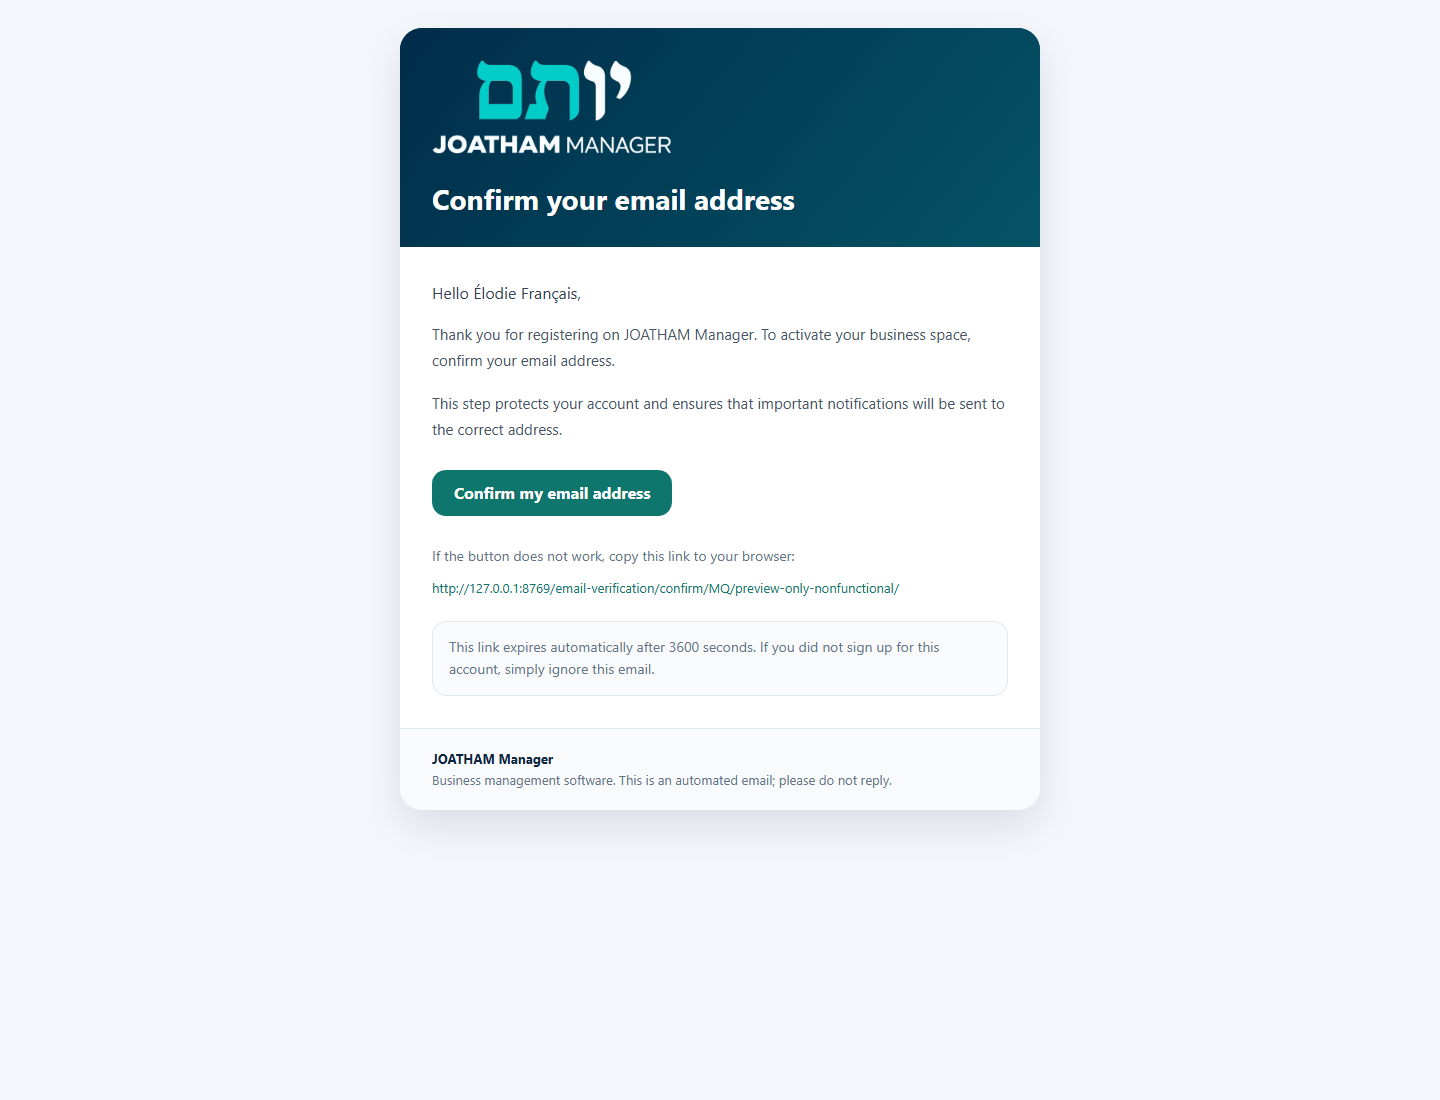 יותם
JOATHAM MANAGER
Confirm your email address
Hello Élodie Français,
Thank you for registering on JOATHAM Manager. To activate your business space,
confirm your email address.
This step protects your account and ensures that important notifications will be sent to
the correct address.
Confirm my email address
If the button does not work, copy this link to your browser:
http://127.0.0.1:8769/email-verification/confirm/MQ/preview-only-nonfunctional/
This link expires automatically after 3600 seconds. If you did not sign up for this
account, simply ignore this email.
JOATHAM Manager
Business management software. This is an automated email; please do not reply.